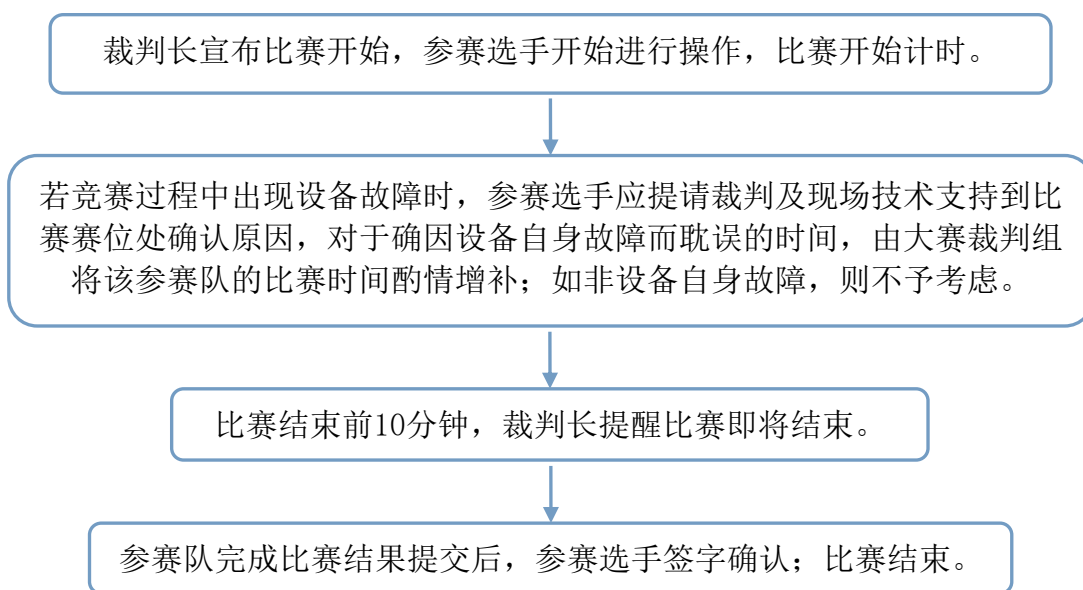 裁判长宣布比赛开始，参赛选手开始进行操作，比赛开始计时。
若竞赛过程中出现设备故障时，参赛选手应提请裁判及现场技术支持到比
赛赛位处确认原因，对于确因设备自身故障而耽误的时间，由大赛裁判组
将该参赛队的比赛时间酌情增补；如非设备自身故障，则不予考虑。
比赛结束前10分钟，裁判长提醒比赛即将结束。
参赛队完成比赛结果提交后，参赛选手签字确认；比赛结束。